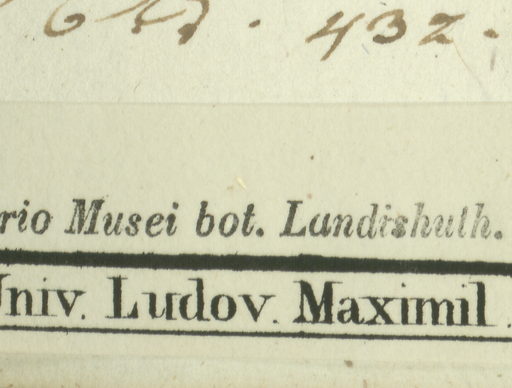 432.
rio Musei bot. Landishuth.
Univ. Ludov. Maximil.